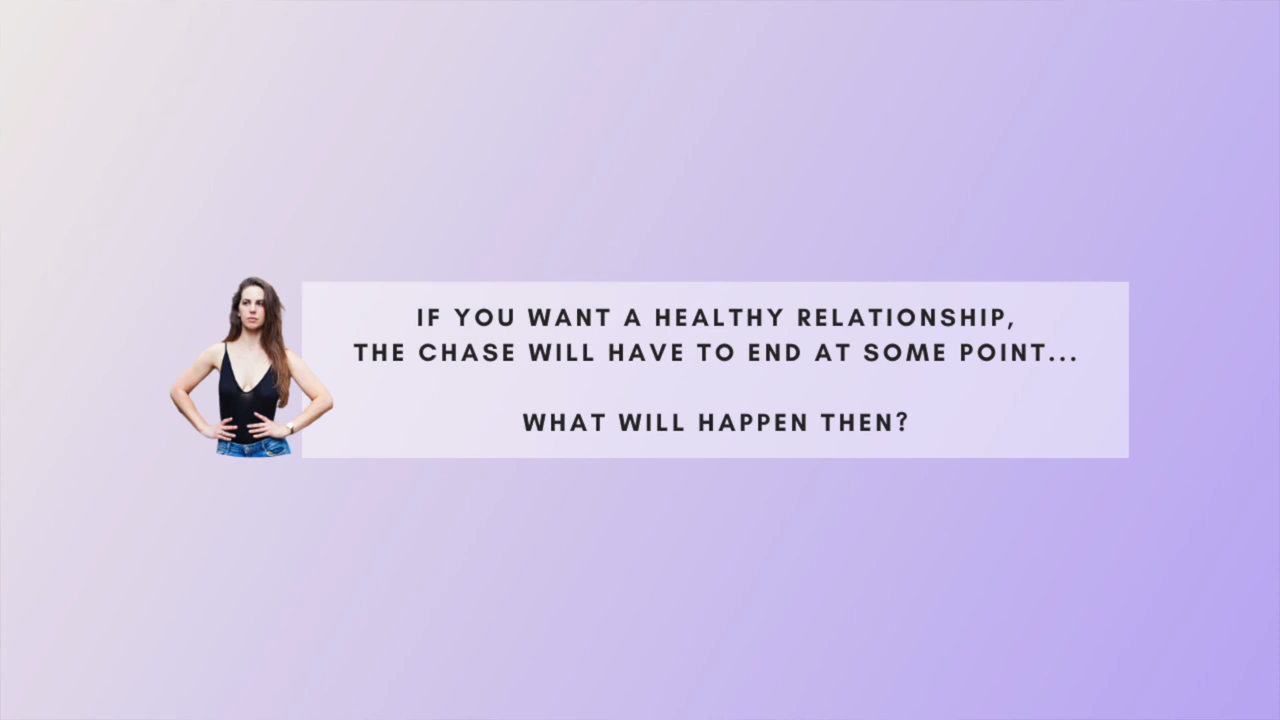 IF YOU WANT A HEALTHY RELATIONSHIP,
THE CHASE WILL HAVE TO END AT SOME POINT...
WHAT WILL HAPPEN THEN?